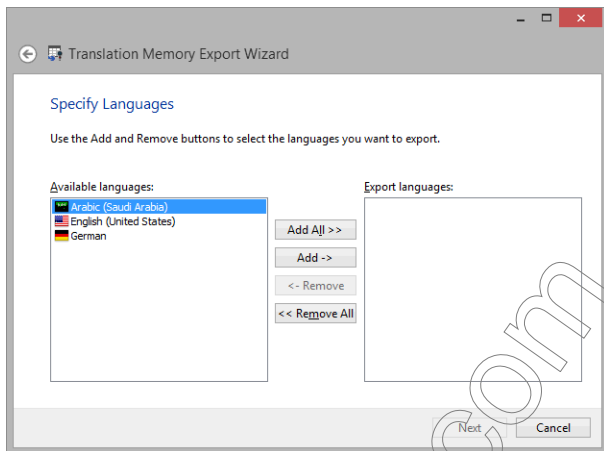 Translation Memory Export Wizard
Specify Languages
Use the Add and Remove buttons to select the languages you want to export.
Available languages:
Export languages:
Arabic (Saudi Arabia)
English (United States)
German
Add All >>
Add ->
<- Remove
<< Remove All
Next
Cancel
com